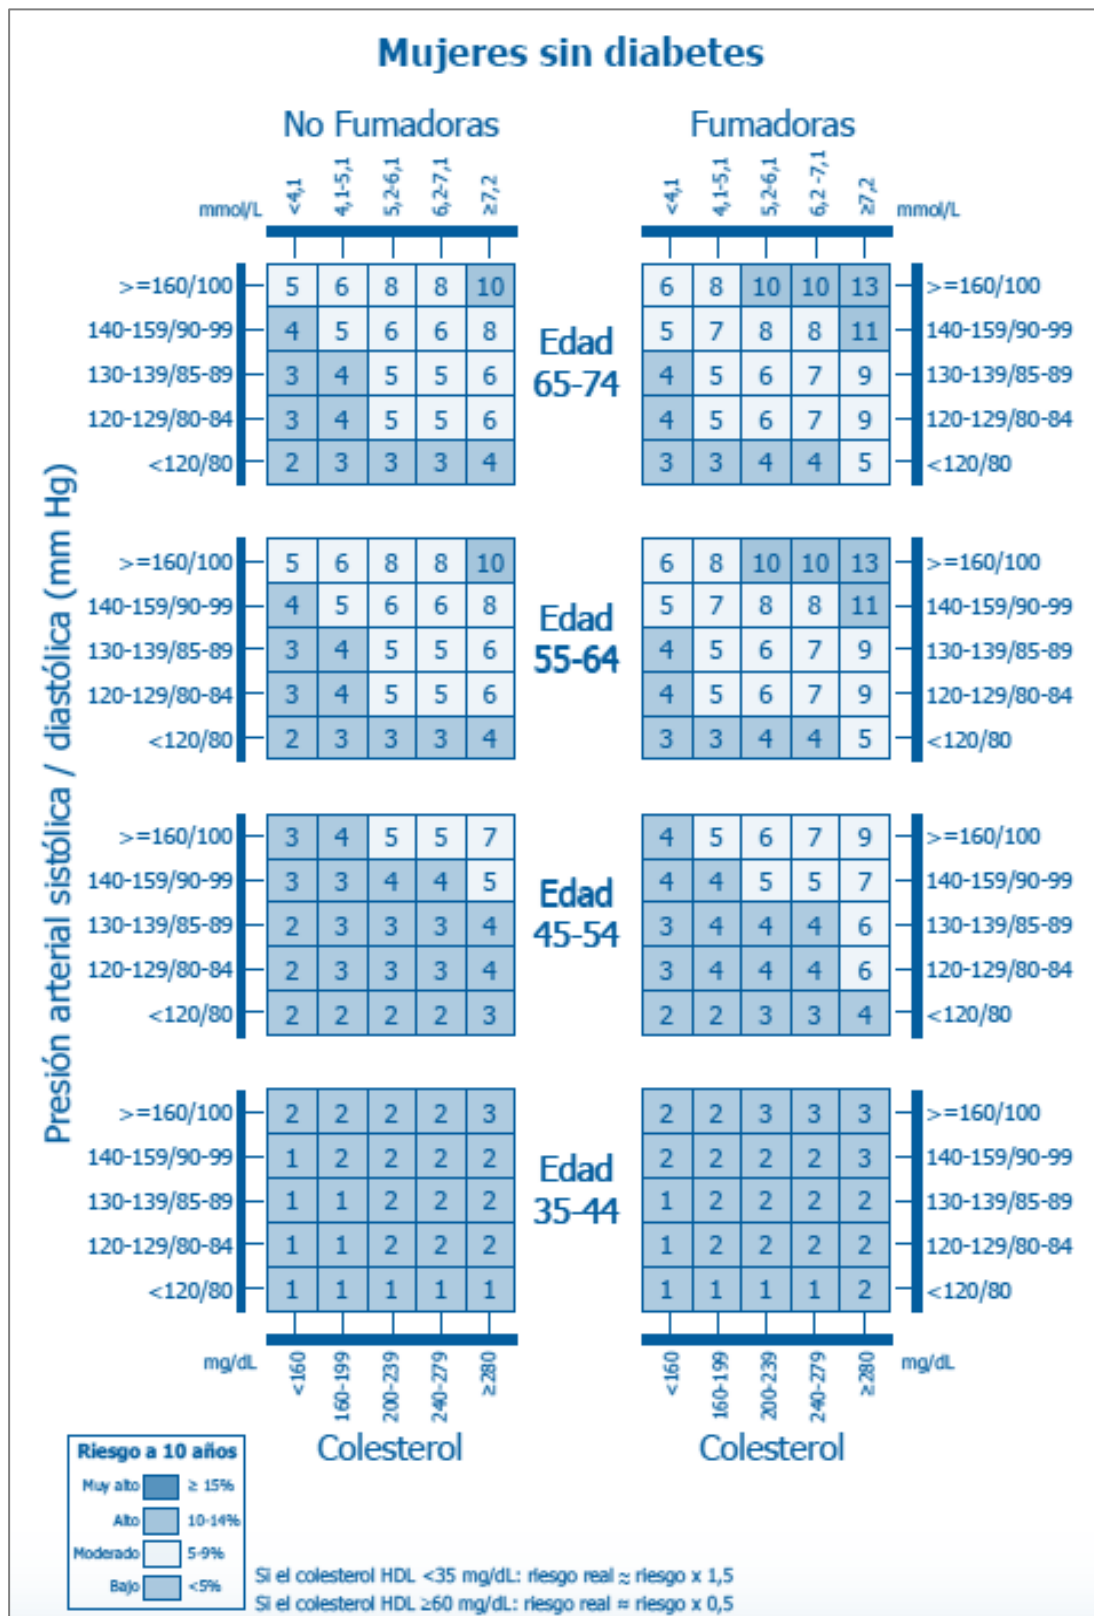 Mujeres sin diabetes
No Fumadoras Fumadoras
mmol/L <4,1 4,1-5,1 5,2-6,1 6,2-7,1 ≥7,2 <4,1 4,1-5,1 5,2-6,1 6,2 -7,1 ≥7,2 mmol/L
Presión arterial sistólica / diastólica (mm Hg)
>=160/100 5 6 8 8 10 6 8 10 10 13 >=160/100
140-159/90-99 4 5 6 6 8 5 7 8 8 11 140-159/90-99
130-139/85-89 3 4 5 5 6 4 5 6 7 9 130-139/85-89
120-129/80-84 3 4 5 5 6 4 5 6 7 9 120-129/80-84
<120/80 2 3 3 3 4 3 3 4 4 5 <120/80
Edad
65-74
>=160/100 5 6 8 8 10 6 8 10 10 13 >=160/100
140-159/90-99 4 5 6 6 8 5 7 8 8 11 140-159/90-99
130-139/85-89 3 4 5 5 6 4 5 6 7 9 130-139/85-89
120-129/80-84 3 4 5 5 6 4 5 6 7 9 120-129/80-84
<120/80 2 3 3 3 4 3 3 4 4 5 <120/80
Edad
55-64
>=160/100 3 4 5 5 7 4 5 6 7 9 >=160/100
140-159/90-99 3 3 4 4 5 4 4 5 5 7 140-159/90-99
130-139/85-89 2 3 3 3 4 3 4 4 4 6 130-139/85-89
120-129/80-84 2 3 3 3 4 3 4 4 4 6 120-129/80-84
<120/80 2 2 2 2 3 2 2 3 3 4 <120/80
Edad
45-54
>=160/100 2 2 2 2 3 2 2 3 3 3 >=160/100
140-159/90-99 1 2 2 2 2 2 2 2 2 3 140-159/90-99
130-139/85-89 1 1 2 2 2 1 2 2 2 2 130-139/85-89
120-129/80-84 1 1 2 2 2 1 2 2 2 2 120-129/80-84
<120/80 1 1 1 1 1 1 1 1 1 2 <120/80
Edad
35-44
mg/dL <160 160-199 200-239 240-279 ≥280 <160 160-199 200-239 240-279 ≥280 mg/dL
Colesterol Colesterol
Riesgo a 10 años
Muy alto ≥ 15%
Alto 10-14%
Moderado 5-9%
Bajo <5%
Si el colesterol HDL <35 mg/dL: riesgo real ≈ riesgo x 1,5
Si el colesterol HDL ≥60 mg/dL: riesgo real ≈ riesgo x 0,5